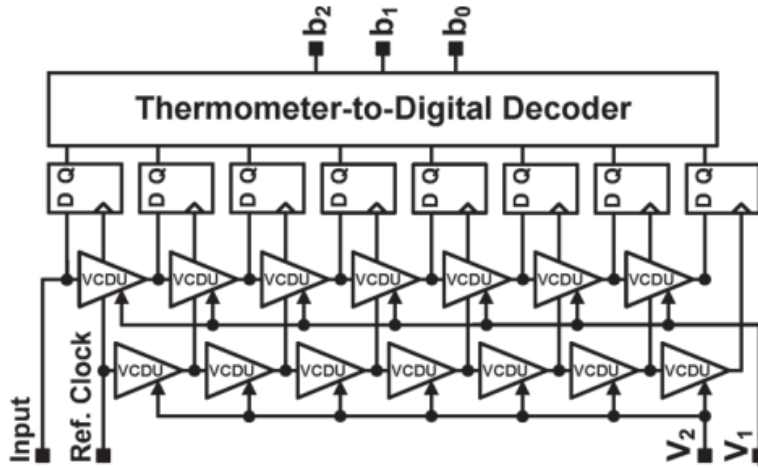 b2 b1 b0
Thermometer-to-Digital Decoder
D Q D Q D Q D Q D Q D Q D Q D Q
VCDU VCDU VCDU VCDU VCDU VCDU VCDU
VCDU VCDU VCDU VCDU VCDU VCDU VCDU
Input Ref. Clock V2 V1